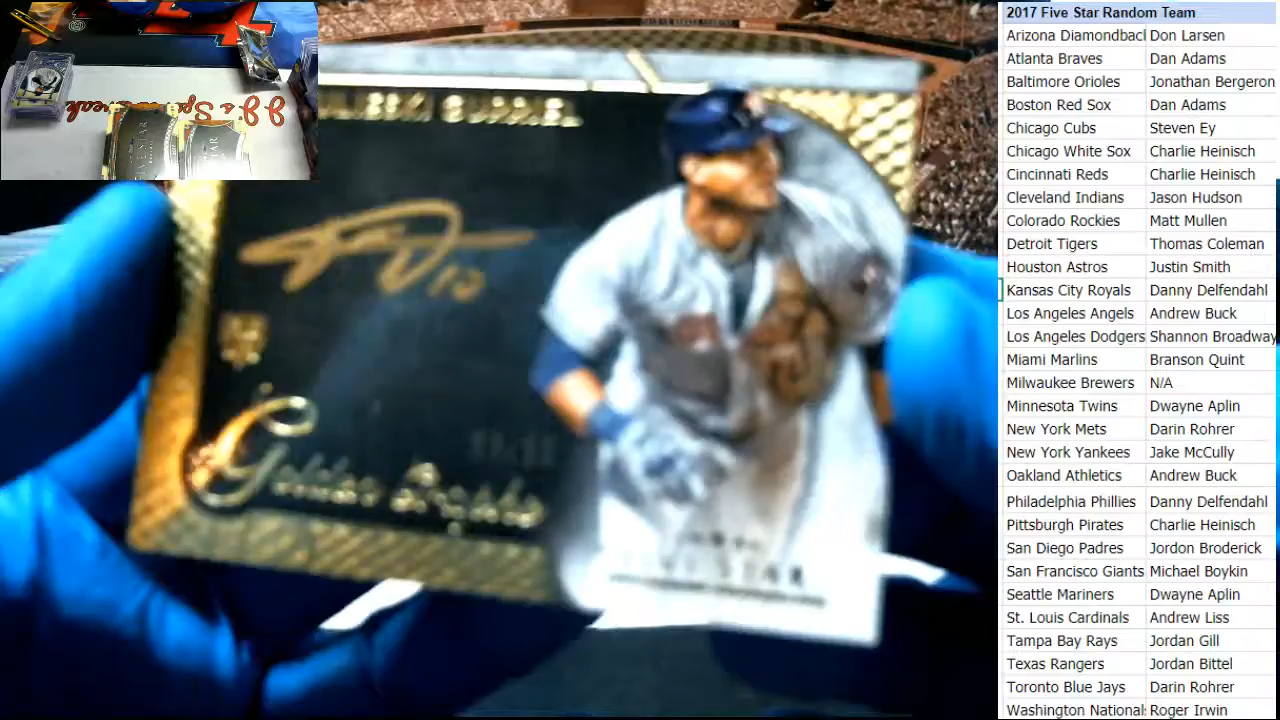 GURRIEL
10
Golden Graphs
FIVE STAR
2017 Five Star Random Team
Arizona Diamondbac Don Larsen
Atlanta Braves Dan Adams
Baltimore Orioles Jonathan Bergeron
Boston Red Sox Dan Adams
Chicago Cubs Steven Ey
Chicago White Sox Charlie Heinisch
Cincinnati Reds Charlie Heinisch
Cleveland Indians Jason Hudson
Colorado Rockies Matt Mullen
Detroit Tigers Thomas Coleman
Houston Astros Justin Smith
Kansas City Royals Danny Delfendahl
Los Angeles Angels Andrew Buck
Los Angeles Dodgers Shannon Broadway
Miami Marlins Branson Quint
Milwaukee Brewers N/A
Minnesota Twins Dwayne Aplin
New York Mets Darin Rohrer
New York Yankees Jake McCully
Oakland Athletics Andrew Buck
Philadelphia Phillies Danny Delfendahl
Pittsburgh Pirates Charlie Heinisch
San Diego Padres Jordon Broderick
San Francisco Giants Michael Boykin
Seattle Mariners Dwayne Aplin
St. Louis Cardinals Andrew Liss
Tampa Bay Rays Jordan Gill
Texas Rangers Jordan Bittel
Toronto Blue Jays Darin Rohrer
Washington National Roger Irwin